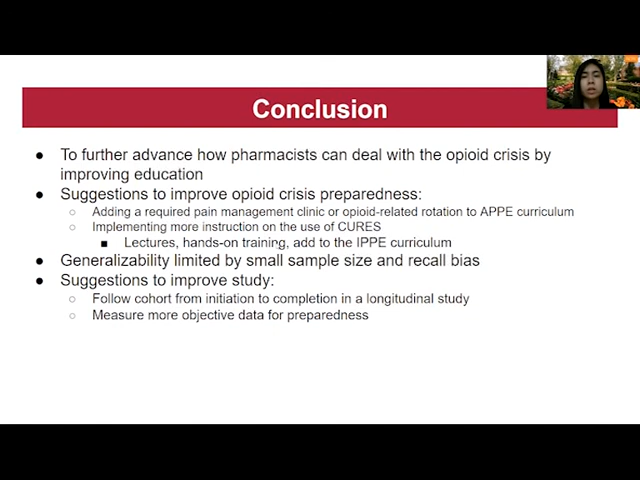 Conclusion
● To further advance how pharmacists can deal with the opioid crisis by
improving education
● Suggestions to improve opioid crisis preparedness:
○ Adding a required pain management clinic or opioid-related rotation to APPE curriculum
○ Implementing more instruction on the use of CURES
■ Lectures, hands-on training, add to the IPPE curriculum
● Generalizability limited by small sample size and recall bias
● Suggestions to improve study:
○ Follow cohort from initiation to completion in a longitudinal study
○ Measure more objective data for preparedness